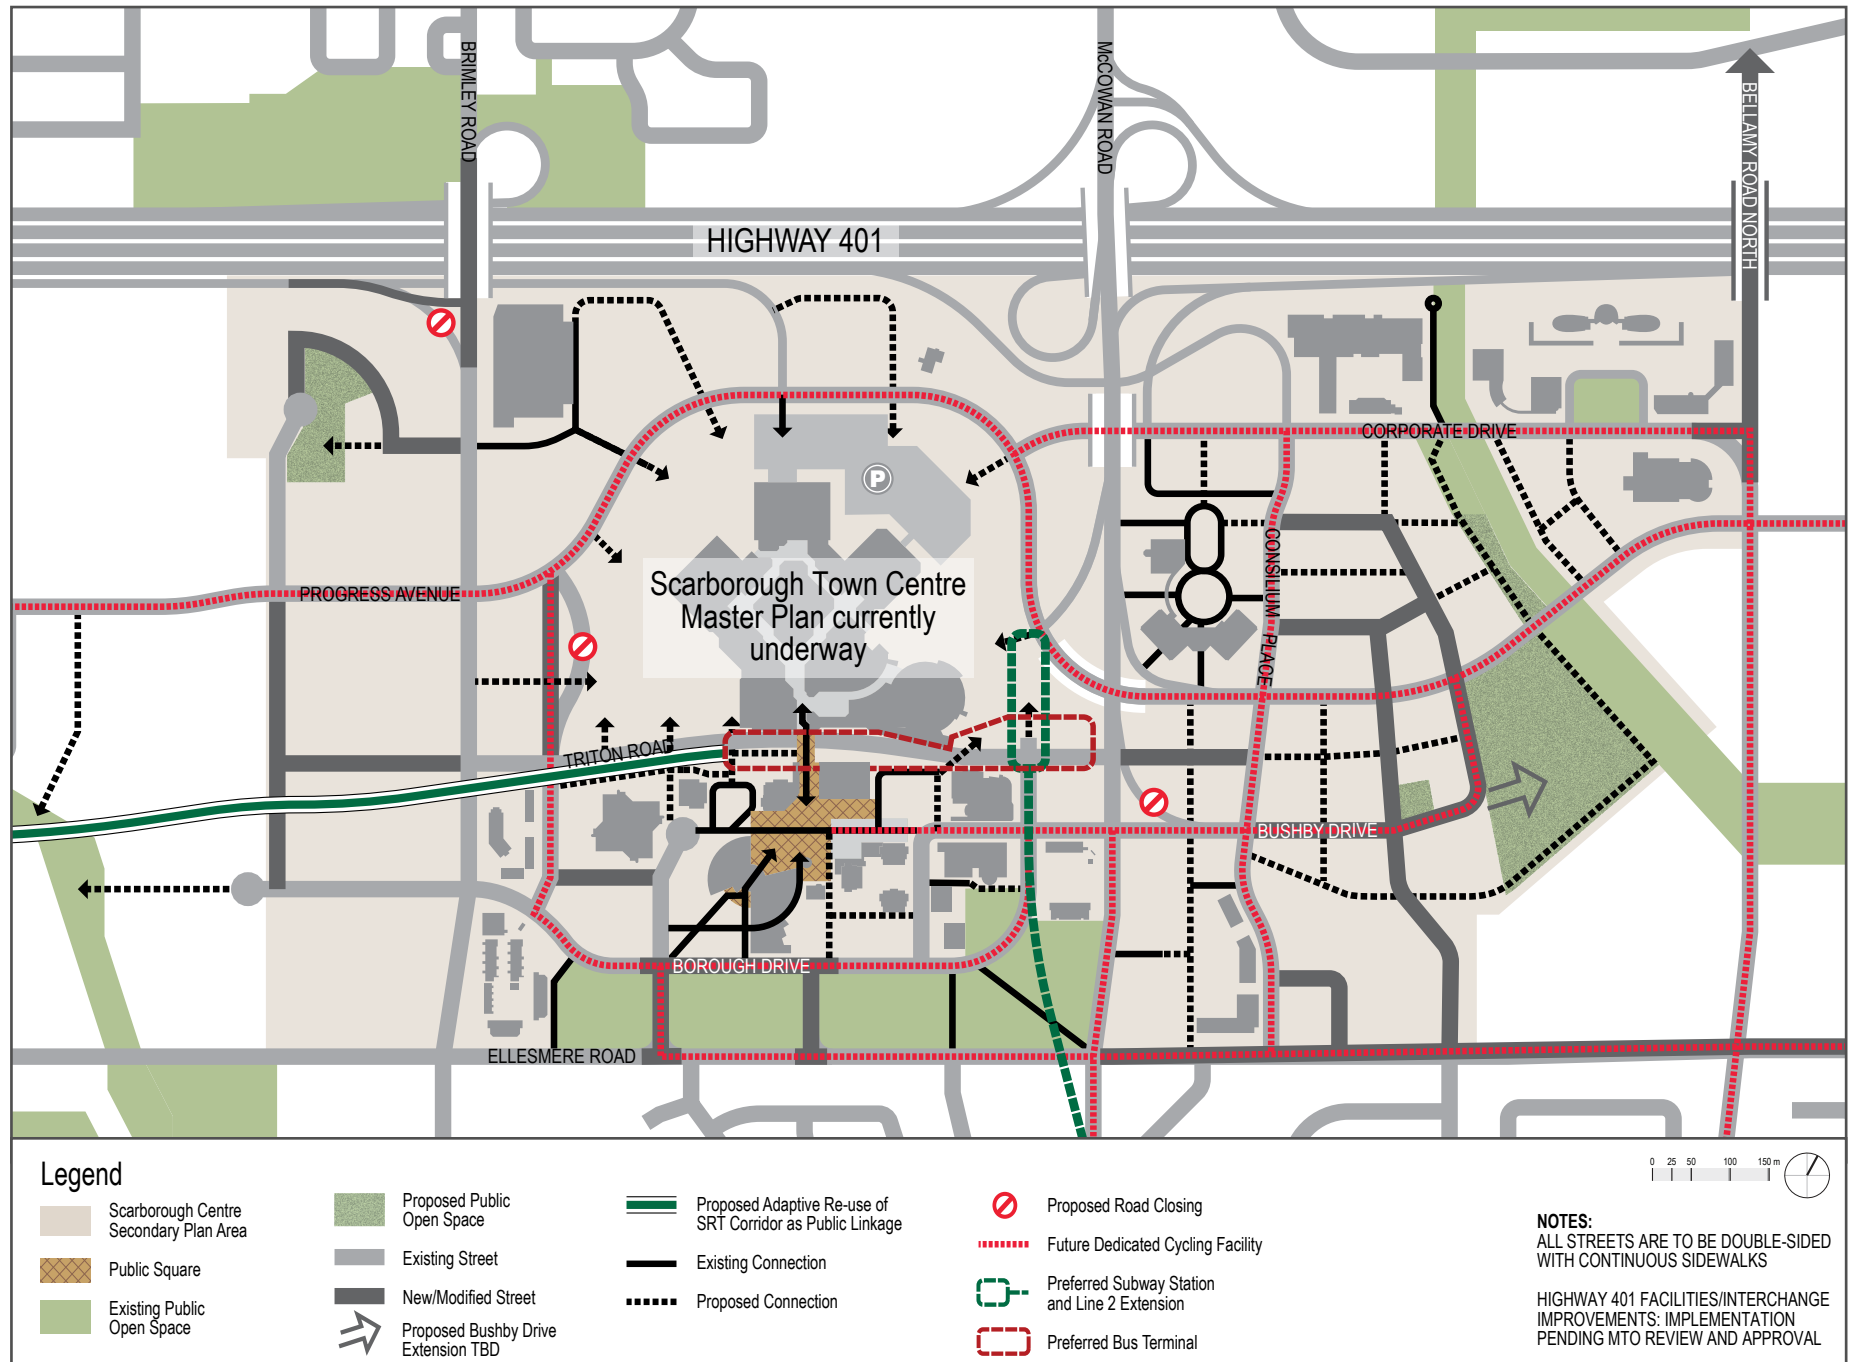 BRIMLEY ROAD
McCOWAN ROAD
BELLAMY ROAD NORTH
HIGHWAY 401
CORPORATE DRIVE
P
CONSILIUM PLACE
Scarborough Town Centre
Master Plan currently
underway
PROGRESS AVENUE
TRITON ROAD
BUSHBY DRIVE
BOROUGH DRIVE
ELLESMERE ROAD
Legend
Scarborough Centre
Secondary Plan Area
Public Square
Existing Public
Open Space
Proposed Public
Open Space
Existing Street
New/Modified Street
Proposed Bushby Drive
Extension TBD
Proposed Adaptive Re-use of
SRT Corridor as Public Linkage
Existing Connection
Proposed Connection
Proposed Road Closing
Future Dedicated Cycling Facility
Preferred Subway Station
and Line 2 Extension
Preferred Bus Terminal
0 25 50 100 150 m
NOTES:
ALL STREETS ARE TO BE DOUBLE-SIDED
WITH CONTINUOUS SIDEWALKS
HIGHWAY 401 FACILITIES/INTERCHANGE
IMPROVEMENTS: IMPLEMENTATION
PENDING MTO REVIEW AND APPROVAL